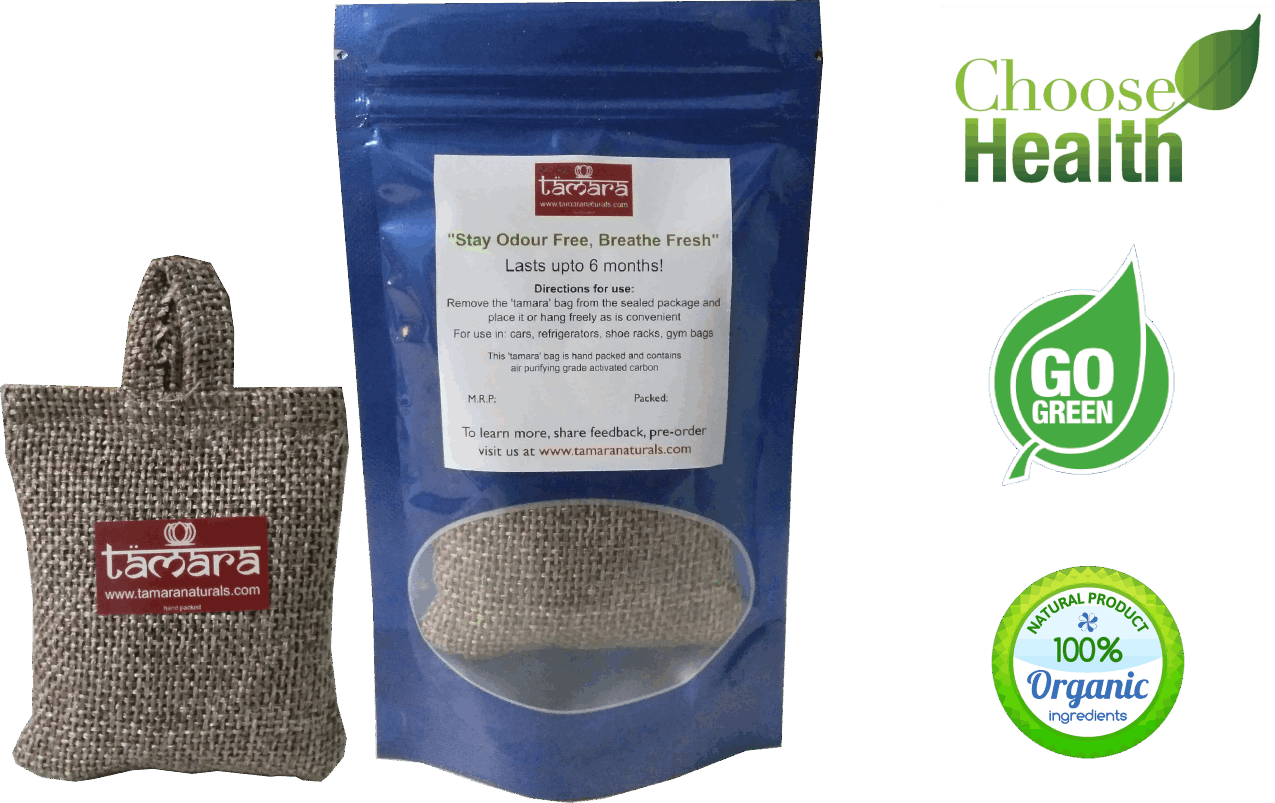 tämara
www.tamaranaturals.com
hand packed
tämara
www.tamaranaturals.com
"Stay Odour Free, Breathe Fresh"
Lasts upto 6 months!
Directions for use:
Remove the 'tamara' bag from the sealed package and
place it or hang freely as is convenient
For use in: cars, refrigerators, shoe racks, gym bags
This 'tamara' bag is hand packed and contains
air purifying grade activated carbon
M.R.P: Packed:
To learn more, share feedback, pre-order
visit us at www.tamaranaturals.com
Choose
Health
GO
GREEN
NATURAL PRODUCT
100%
Organic
ingredients